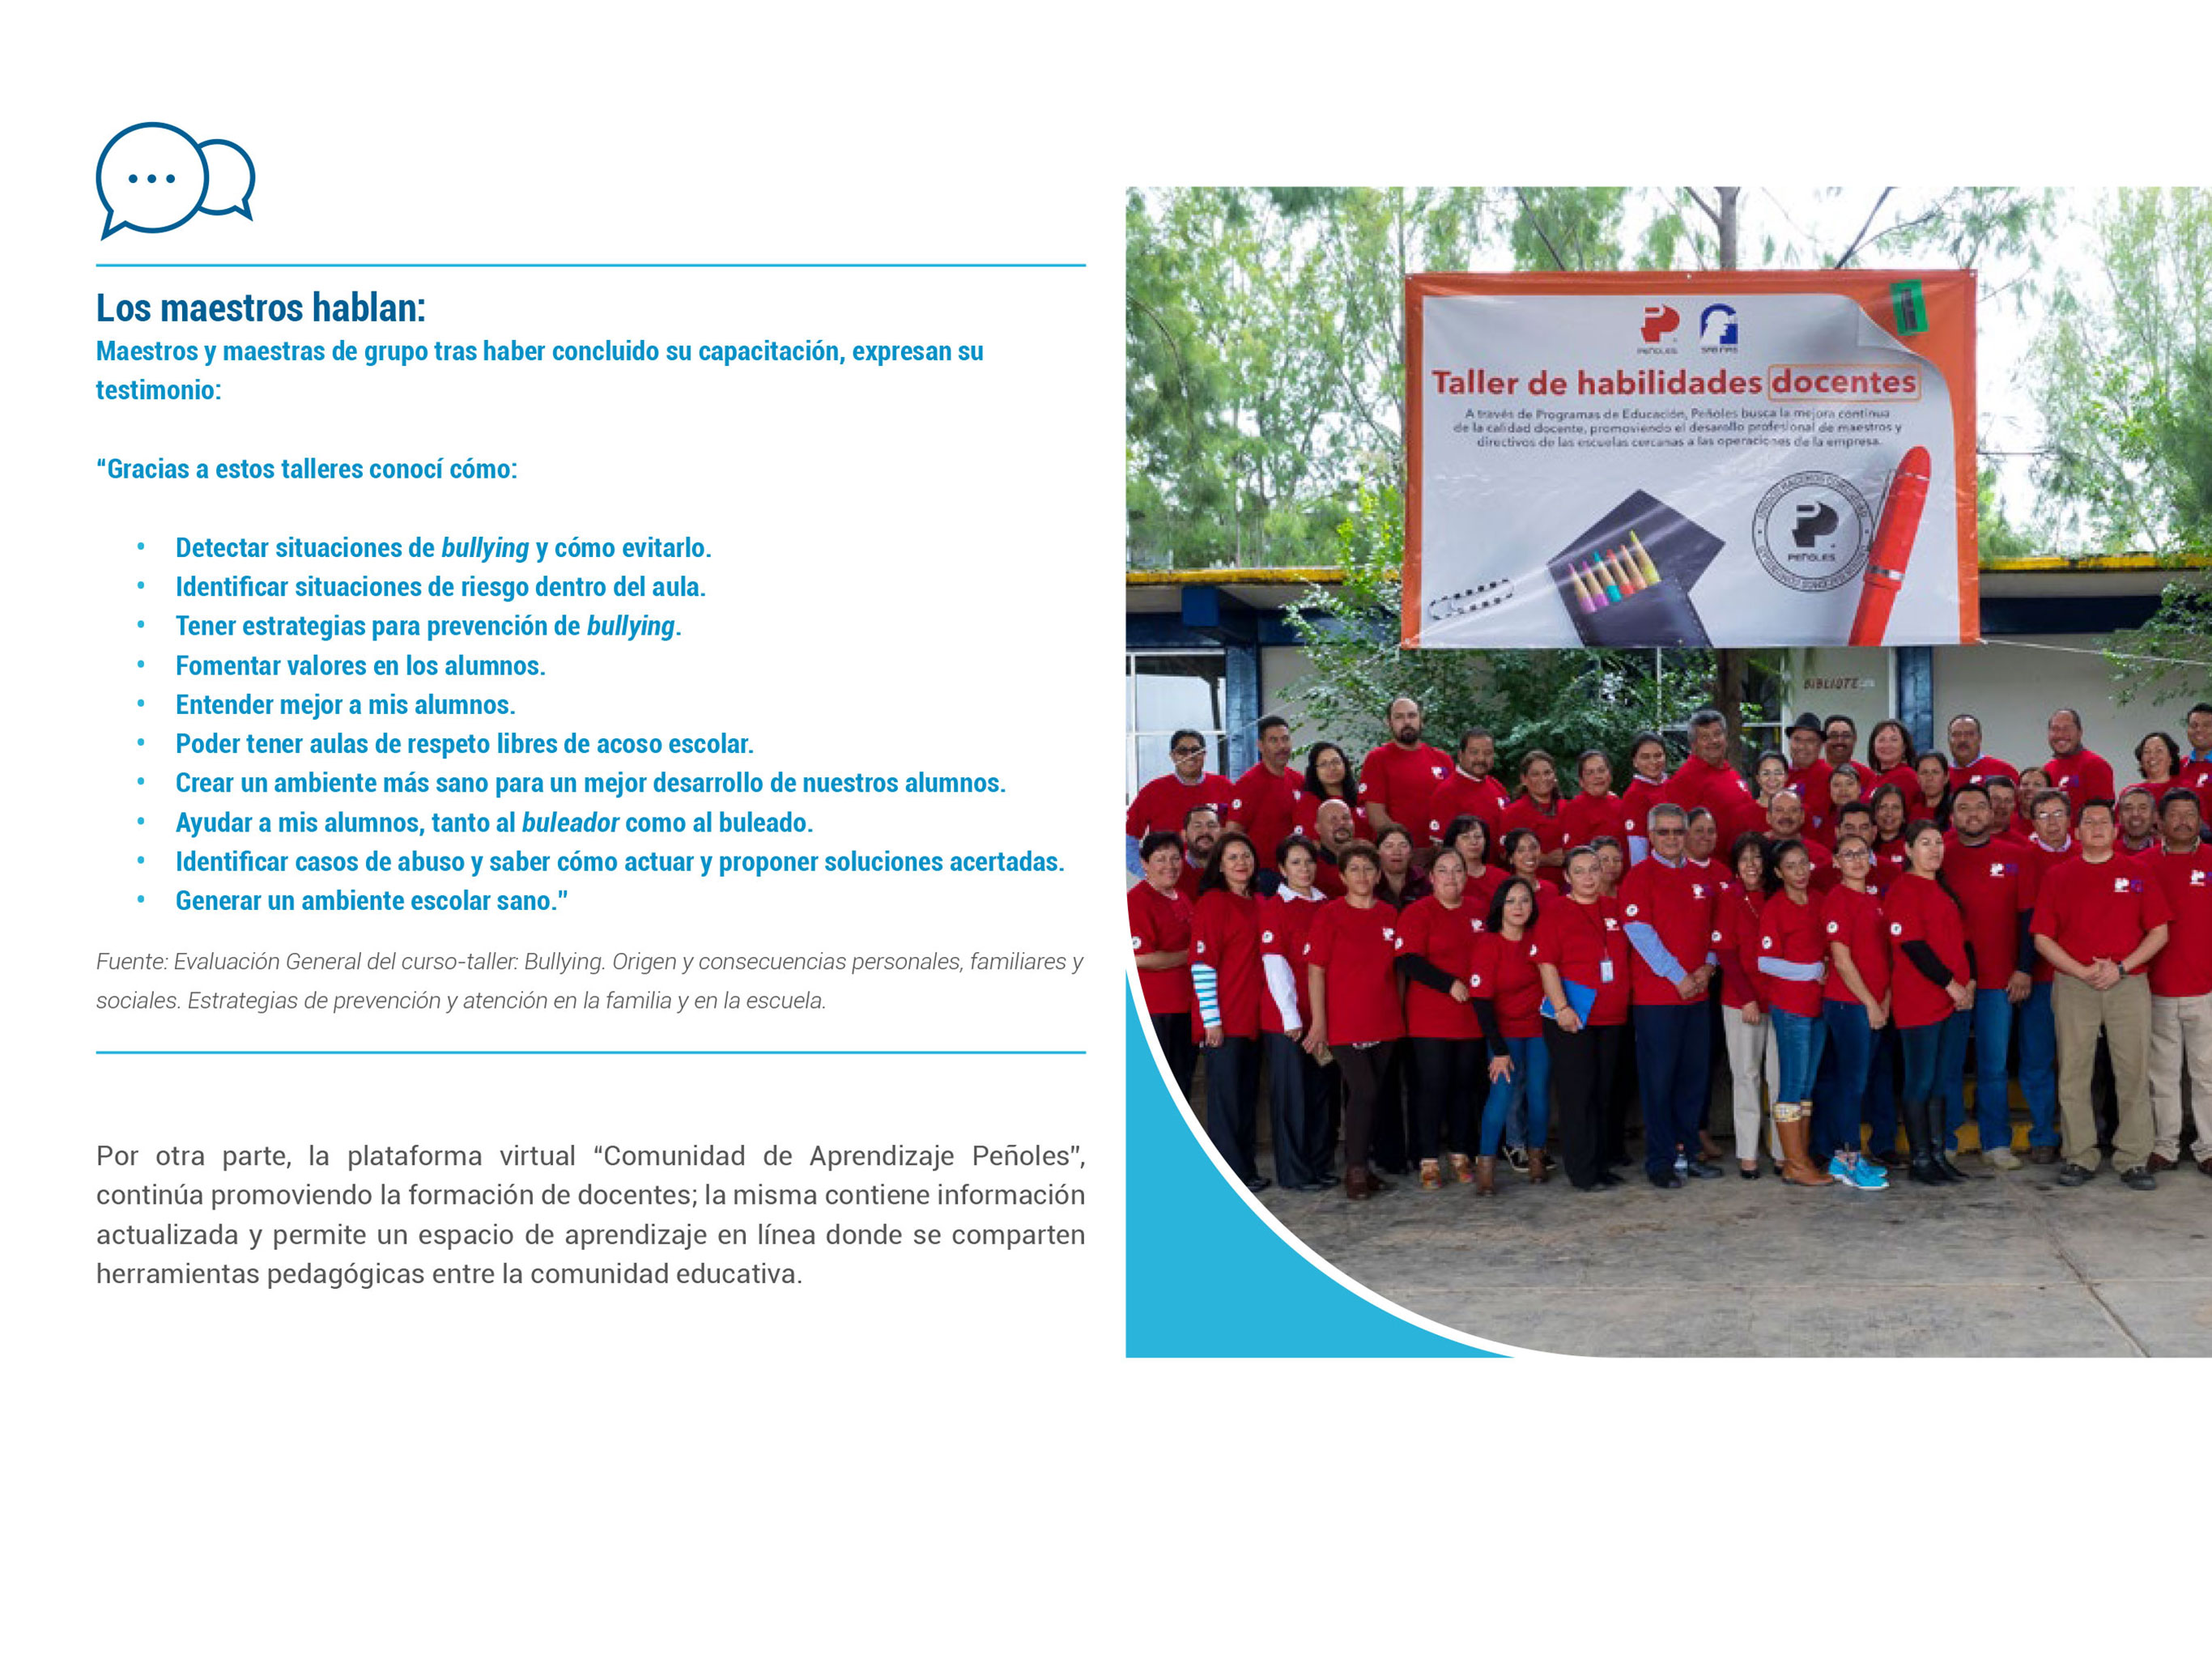 Los maestros hablan:
Maestros y maestras de grupo tras haber concluido su capacitación, expresan su
testimonio:
“Gracias a estos talleres conocí cómo:
• Detectar situaciones de bullying y cómo evitarlo.
• Identificar situaciones de riesgo dentro del aula.
• Tener estrategias para prevención de bullying.
• Fomentar valores en los alumnos.
• Entender mejor a mis alumnos.
• Poder tener aulas de respeto libres de acoso escolar.
• Crear un ambiente más sano para un mejor desarrollo de nuestros alumnos.
• Ayudar a mis alumnos, tanto al buleador como al buleado.
• Identificar casos de abuso y saber cómo actuar y proponer soluciones acertadas.
• Generar un ambiente escolar sano.”
Fuente: Evaluación General del curso-taller: Bullying. Origen y consecuencias personales, familiares y
sociales. Estrategias de prevención y atención en la familia y en la escuela.
Por otra parte, la plataforma virtual “Comunidad de Aprendizaje Peñoles”,
continúa promoviendo la formación de docentes; la misma contiene información
actualizada y permite un espacio de aprendizaje en línea donde se comparten
herramientas pedagógicas entre la comunidad educativa.
PEÑOLES
Taller de habilidades docentes
A través de Programas de Educación, Peñoles busca la mejora continua
de la calidad docente, promoviendo el desarollo profesional de maestros y
directivos de las escuelas cercanas a las operaciones de la empresa.
PEÑOLES
BIBLIOTE